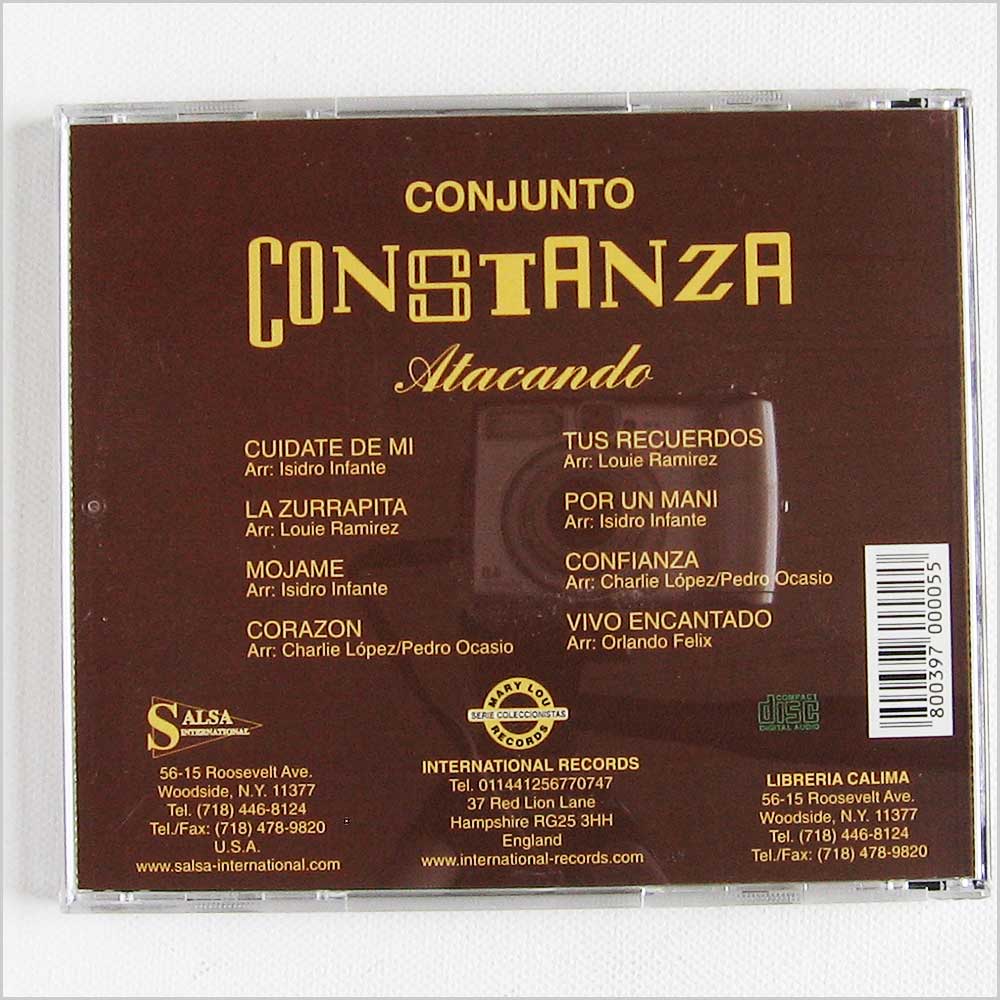 CONJUNTO
CONSTANZA
Atacando
CUIDATE DE MI
Arr: Isidro Infante
LA ZURRAPITA
Arr: Louie Ramirez
MOJAME
Arr: Isidro Infante
CORAZON
Arr: Charlie López/Pedro Ocasio
TUS RECUERDOS
Arr: Louie Ramirez
POR UN MANI
Arr: Isidro Infante
CONFIANZA
Arr: Charlie López/Pedro Ocasio
VIVO ENCANTADO
Arr: Orlando Felix
800397 000055
SALSA
INTERNATIONAL
56-15 Roosevelt Ave.
Woodside, N.Y. 11377
Tel. (718) 446-8124
Tel./Fax: (718) 478-9820
U.S.A.
www.salsa-international.com
MARY LOU
SERIE COLECCIONISTAS
RECORDS
INTERNATIONAL RECORDS
Tel. 011441256770747
37 Red Lion Lane
Hampshire RG25 3HH
England
www.international-records.com
COMPACT
disc
DIGITAL AUDIO
LIBRERIA CALIMA
56-15 Roosevelt Ave.
Woodside, N.Y. 11377
Tel. (718) 446-8124
Tel./Fax: (718) 478-9820